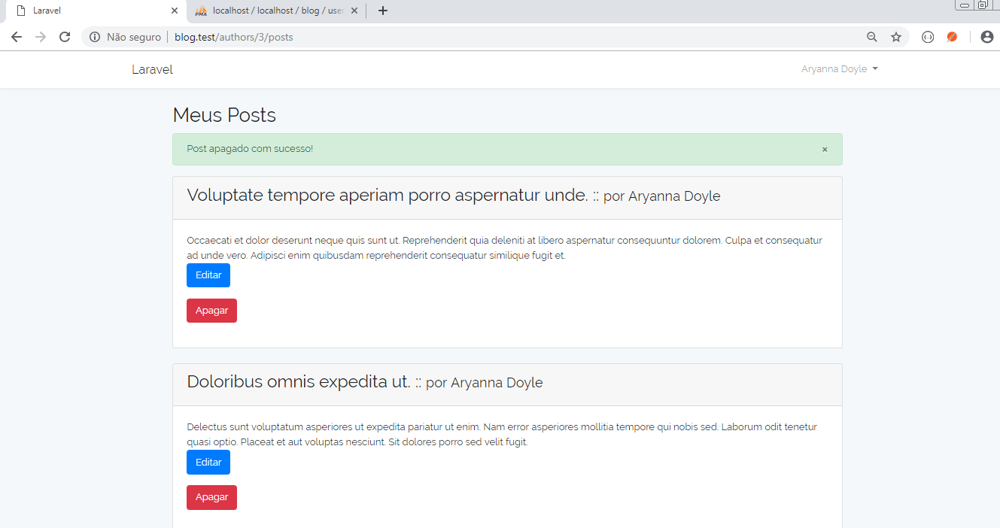 Laravel
PMA localhost / localhost / blog / user
Não seguro blog.test/authors/3/posts
Laravel
Aryanna Doyle
Meus Posts
Post apagado com sucesso! ×
Voluptate tempore aperiam porro aspernatur unde. :: por Aryanna Doyle
Occaecati et dolor deserunt neque quis sunt ut. Reprehenderit quia deleniti at libero aspernatur consequuntur dolorem. Culpa et consequatur
ad unde vero. Adipisci enim quibusdam reprehenderit consequatur similique fugit et.
Editar
Apagar
Doloribus omnis expedita ut. :: por Aryanna Doyle
Delectus sunt voluptatum asperiores ut expedita pariatur ut enim. Nam error asperiores mollitia tempore qui nobis sed. Laborum odit tenetur
quasi optio. Placeat et aut voluptas nesciunt. Sit dolores porro sed velit fugit.
Editar
Apagar